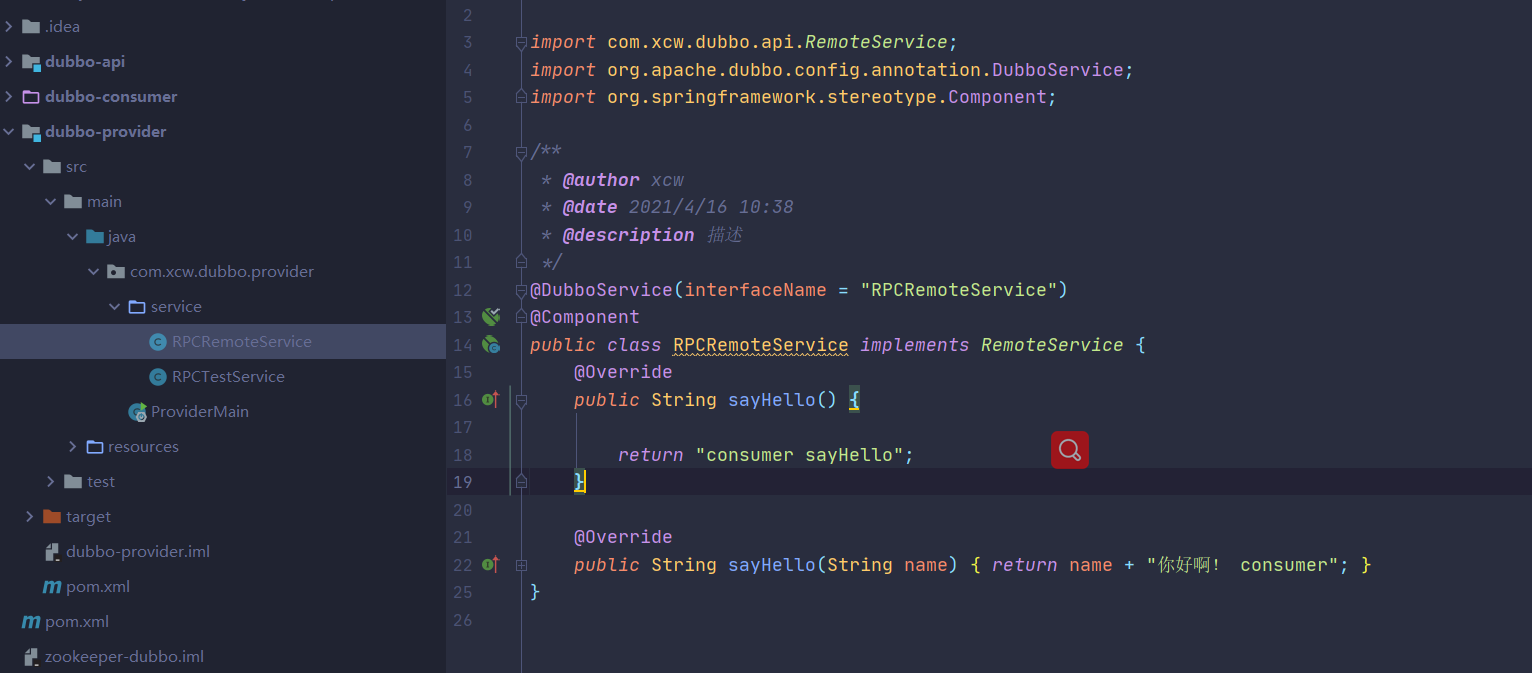 .idea
dubbo-api
dubbo-consumer
dubbo-provider
src
main
java
com.xcw.dubbo.provider
service
RPCRemoteService
RPCTestService
ProviderMain
resources
test
target
dubbo-provider.iml
pom.xml
pom.xml
zookeeper-dubbo.iml
2
3 import com.xcw.dubbo.api.RemoteService;
4 import org.apache.dubbo.config.annotation.DubboService;
5 import org.springframework.stereotype.Component;
6
7 /**
8 * @author xcw
9 * @date 2021/4/16 10:38
10 * @description 描述
11 */
12 @DubboService(interfaceName = "RPCRemoteService")
13 @Component
14 public class RPCRemoteService implements RemoteService {
15 @Override
16 public String sayHello() {
17
18 return "consumer sayHello";
19 }
20
21 @Override
22 public String sayHello(String name) { return name + "你好啊! consumer"; }
25 }
26